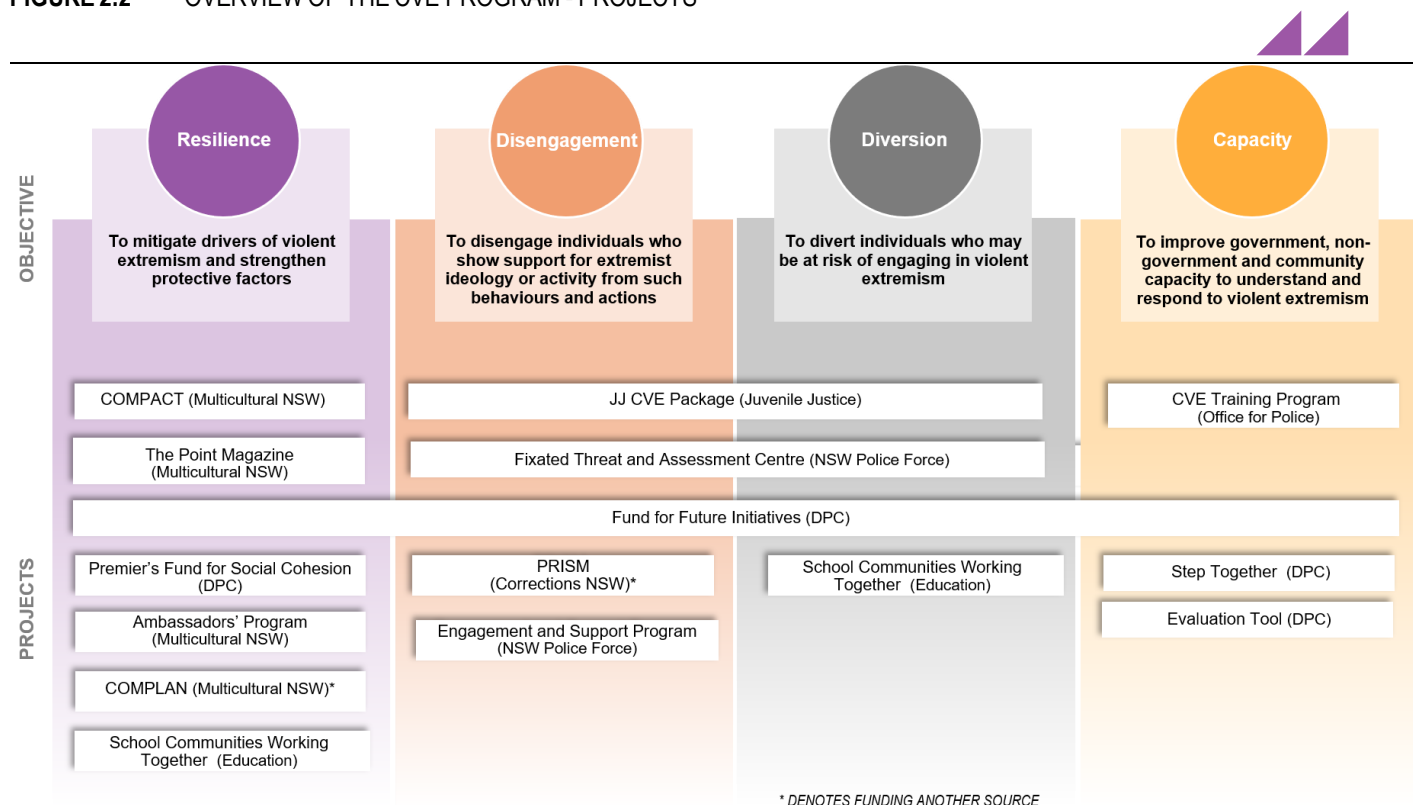 FIGURE 2.2 OVERVIEW OF THE CVE PROGRAM - PROJECTS
OBJECTIVE
Resilience
To mitigate drivers of violent
extremism and strengthen
protective factors
Disengagement
To disengage individuals who
show support for extremist
ideology or activity from such
behaviours and actions
Diversion
To divert individuals who may
be at risk of engaging in violent
extremism
Capacity
To improve government, non-
government and community
capacity to understand and
respond to violent extremism
PROJECTS
COMPACT (Multicultural NSW)
JJ CVE Package (Juvenile Justice)
CVE Training Program
(Office for Police)
The Point Magazine
(Multicultural NSW)
Fixated Threat and Assessment Centre (NSW Police Force)
Fund for Future Initiatives (DPC)
Premier's Fund for Social Cohesion
(DPC)
PRISM
(Corrections NSW)*
School Communities Working
Together (Education)
Step Together (DPC)
Ambassadors' Program
(Multicultural NSW)
Engagement and Support Program
(NSW Police Force)
Evaluation Tool (DPC)
COMPLAN (Multicultural NSW)*
School Communities Working
Together (Education)
* DENOTES FUNDING ANOTHER SOURCE